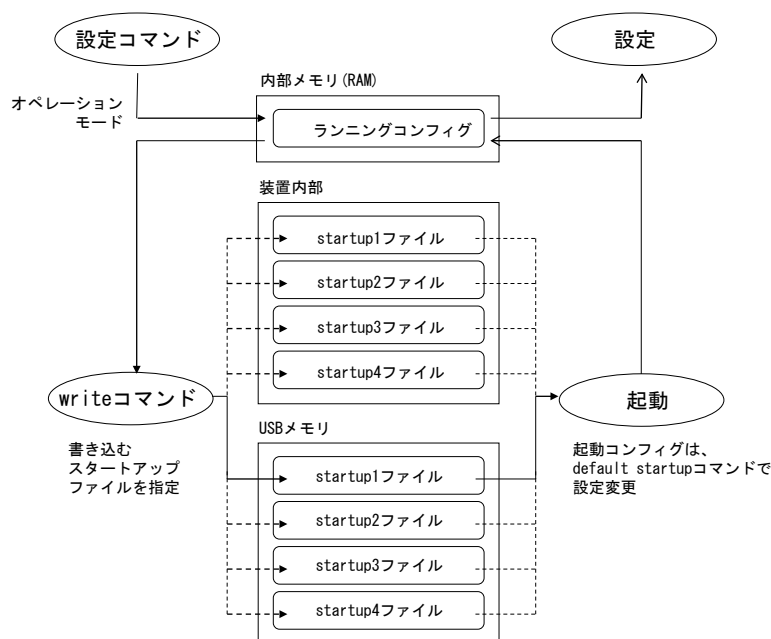 設定コマンド
設定
内部メモリ(RAM)
オペレーション
モード
ランニングコンフィグ
装置内部
startup1ファイル
startup2ファイル
startup3ファイル
startup4ファイル
writeコマンド
起動
USBメモリ
書き込む
スタートアップ
ファイルを指定
起動コンフィグは、
default startupコマンドで
設定変更
startup1ファイル
startup2ファイル
startup3ファイル
startup4ファイル